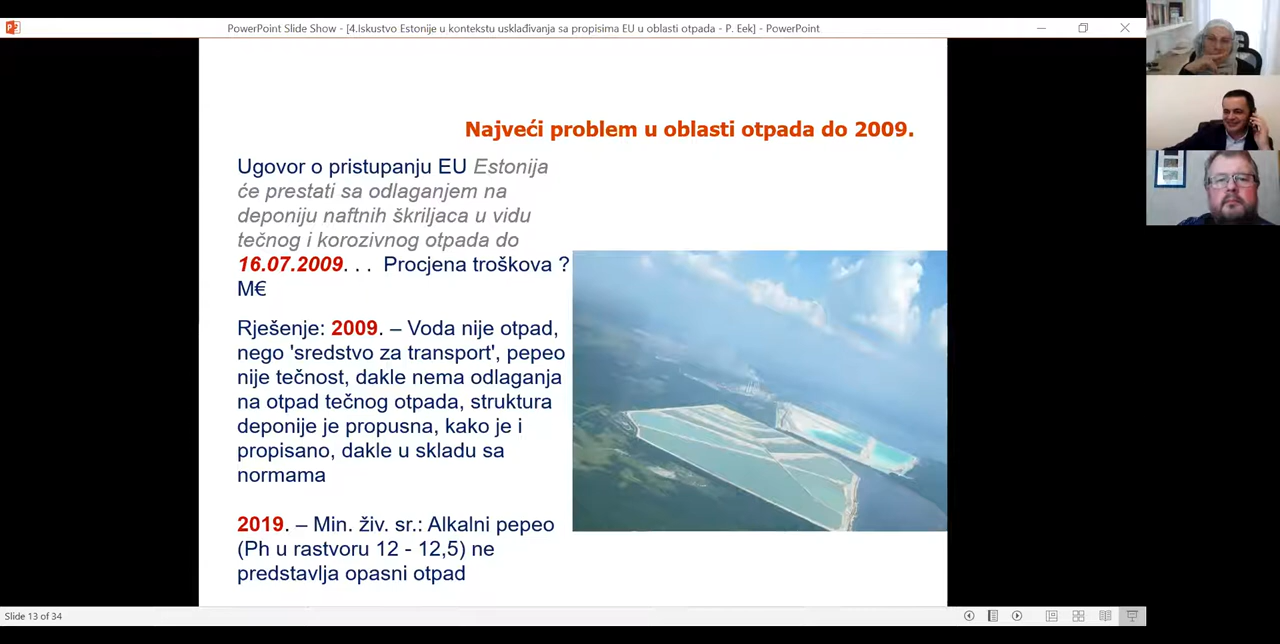 PowerPoint Slide Show - [4.Iskustvo Estonije u kontekstu usklađivanja sa propisima EU u oblasti otpada - P. Eek] - PowerPoint
Najveći problem u oblasti otpada do 2009.
Ugovor o pristupanju EU Estonija
će prestati sa odlaganjem na
deponiju naftnih škriljaca u vidu
tečnog i korozivnog otpada do
16.07.2009. . . Procjena troškova ?
M€
Rješenje: 2009. – Voda nije otpad,
nego 'sredstvo za transport', pepeo
nije tečnost, dakle nema odlaganja
na otpad tečnog otpada, struktura
deponije je propusna, kako je i
propisano, dakle u skladu sa
normama
2019. – Min. živ. sr.: Alkalni pepeo
(Ph u rastvoru 12 - 12,5) ne
predstavlja opasni otpad
Slide 13 of 34